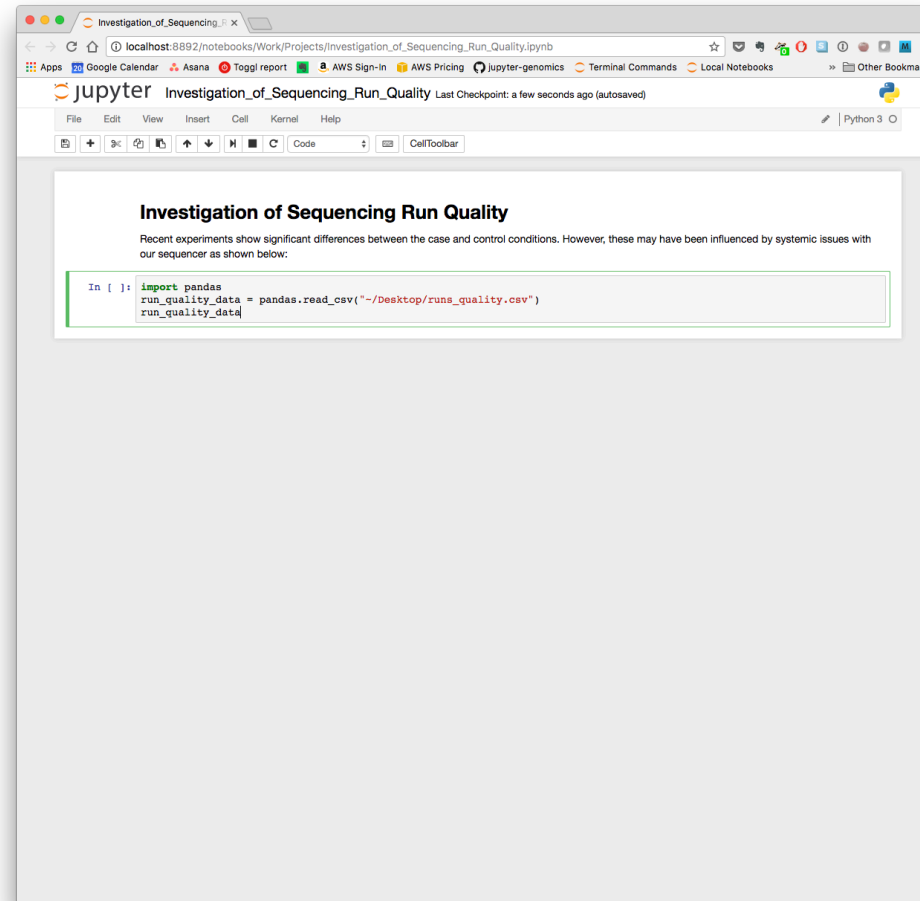 Investigation_of_Sequencing_R
localhost:8892/notebooks/Work/Projects/Investigation_of_Sequencing_Run_Quality.ipynb
Apps 20 Google Calendar Asana Toggl report a AWS Sign-In AWS Pricing jupyter-genomics Terminal Commands Local Notebooks » Other Bookma
jupyter Investigation_of_Sequencing_Run_Quality Last Checkpoint: a few seconds ago (autosaved)
File Edit View Insert Cell Kernel Help Python 3
Code CellToolbar
Investigation of Sequencing Run Quality
Recent experiments show significant differences between the case and control conditions. However, these may have been influenced by systemic issues with
our sequencer as shown below:
In [ ]: import pandas
run_quality_data = pandas.read_csv("~/Desktop/runs_quality.csv")
run_quality_data